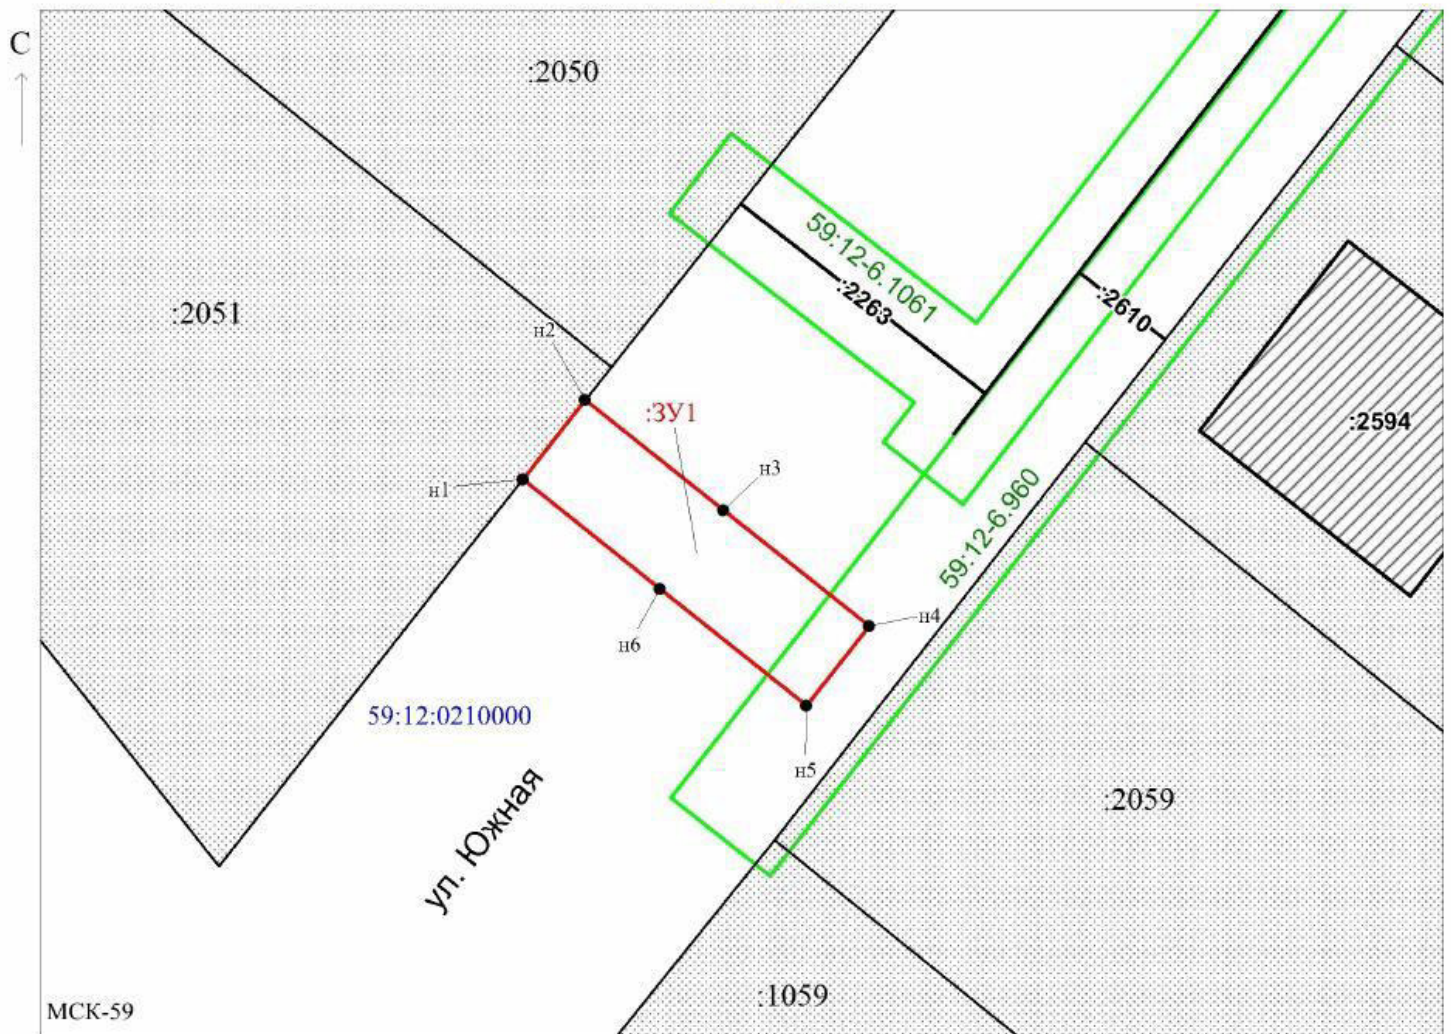 С
:2050
59:12-6.1061
:2263
:2610
:2051
н2
:ЗУ1
н3
:2594
н1
59:12-6.960
н4
н6
59:12:0210000
н5
:2059
ул. Южная
:1059
МСК-59